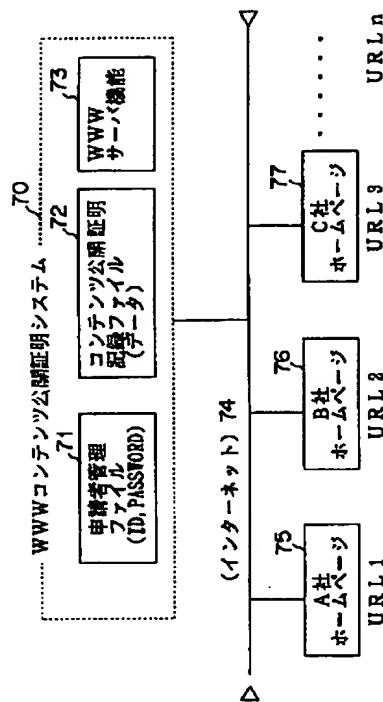 WWWコンテンツ公開証明システム
70
71
申請者管理
ファイル
(ID,PASSWORD)
72
コンテンツ公開証明
記録ファイル
(データ)
73
WWW
サーバ機能
(インターネット) 74
75
A社
ホームページ
URL1
76
B社
ホームページ
URL2
77
C社
ホームページ
URL3
.....
URLn